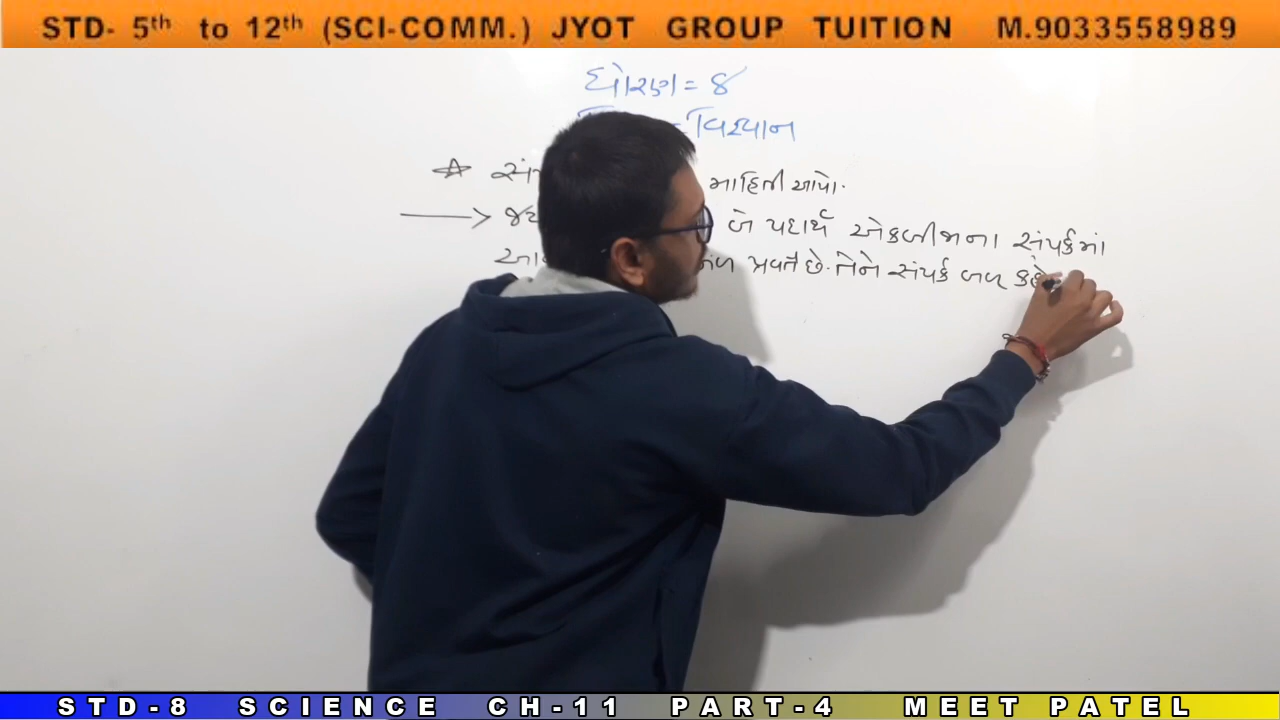 STD- 5th to 12th (SCI-COMM.) JYOT GROUP TUITION M.9033558989
ધોરણ = ૮
= વિજ્ઞાન
માહિતી આપો.
બે પદાર્થ એકબીજાના સંપર્કમાં
બળ પ્રવર્તે છે. તેને સંપર્ક બળ કહે
STD-8 SCIENCE CH-11 PART-4 MEET PATEL